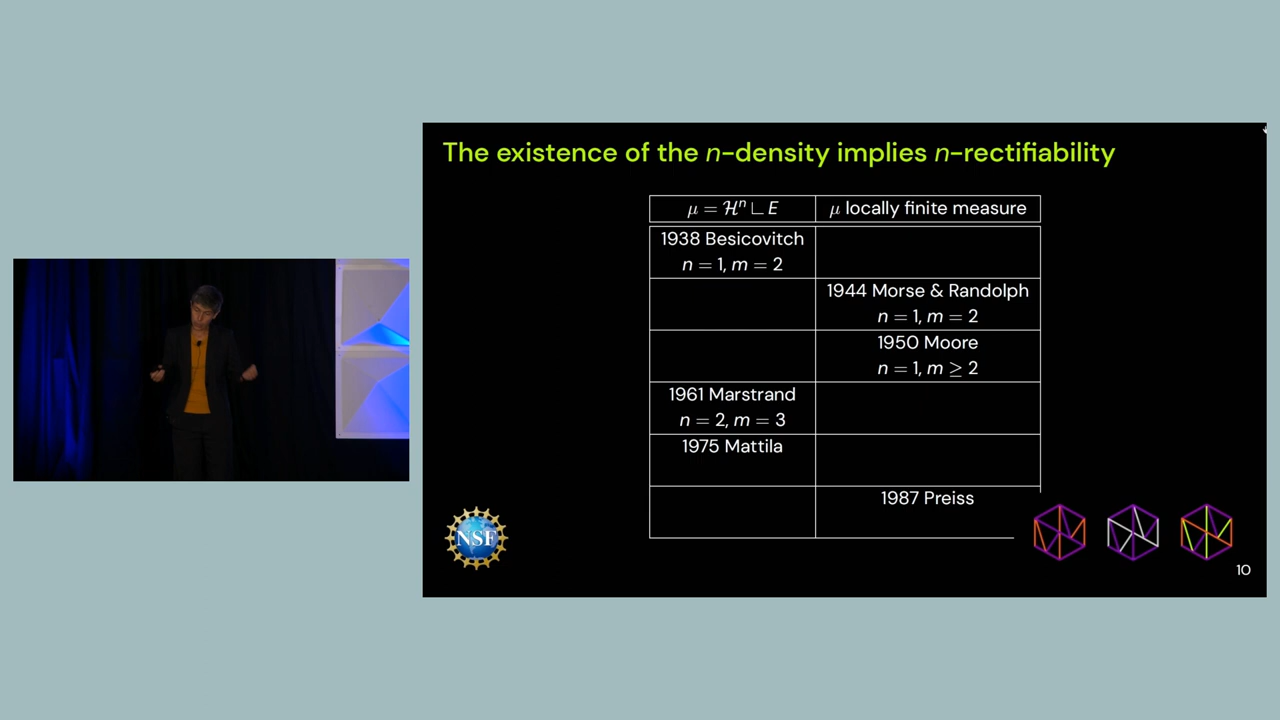 The existence of the n-density implies n-rectifiability
μ = ℋⁿ ∟ E
μ locally finite measure
1938 Besicovitch
n = 1, m = 2
1944 Morse & Randolph
n = 1, m = 2
1950 Moore
n = 1, m ≥ 2
1961 Marstrand
n = 2, m = 3
1975 Mattila
1987 Preiss
NSF
10